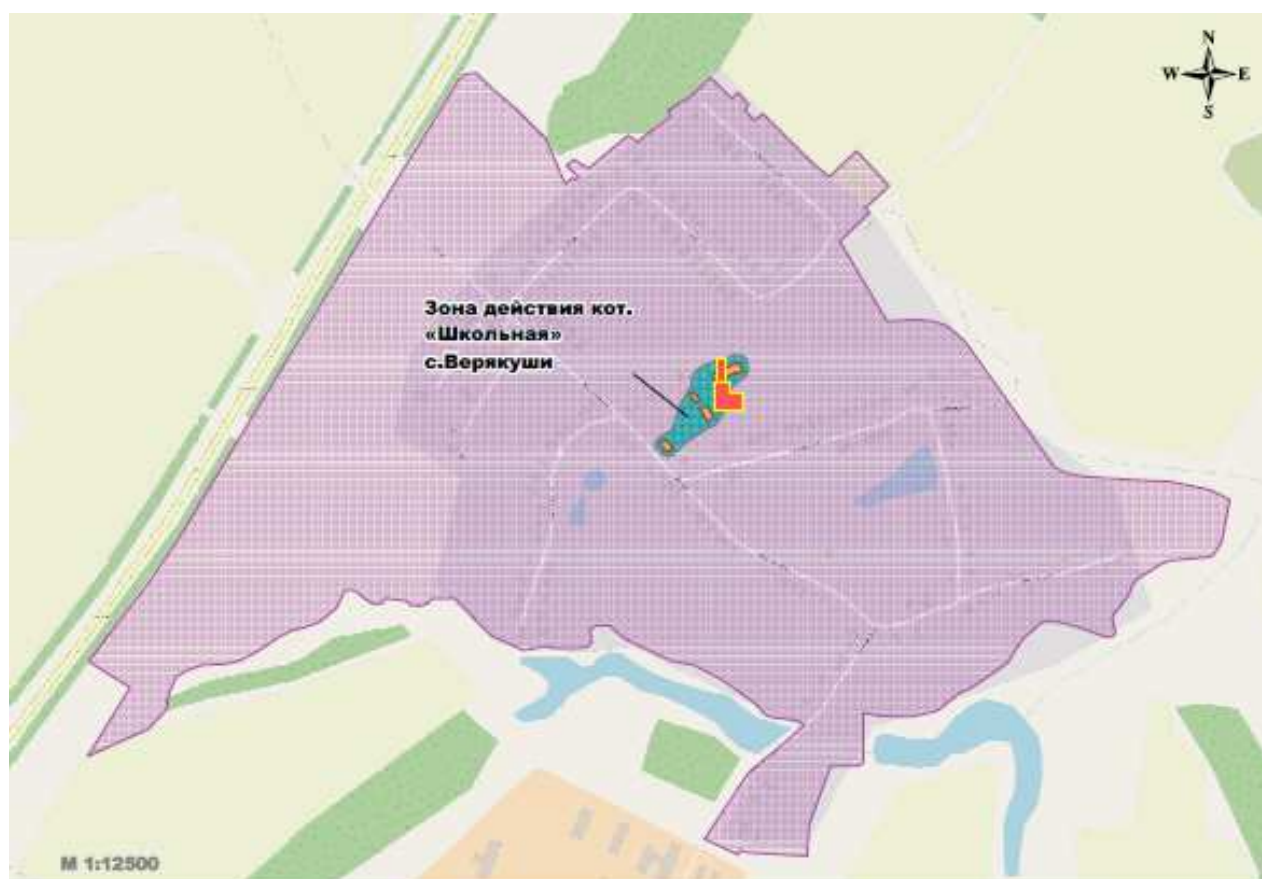 N
W E
S
Зона действия кот.
«Школьная»
с.Верякуши
М 1:12500